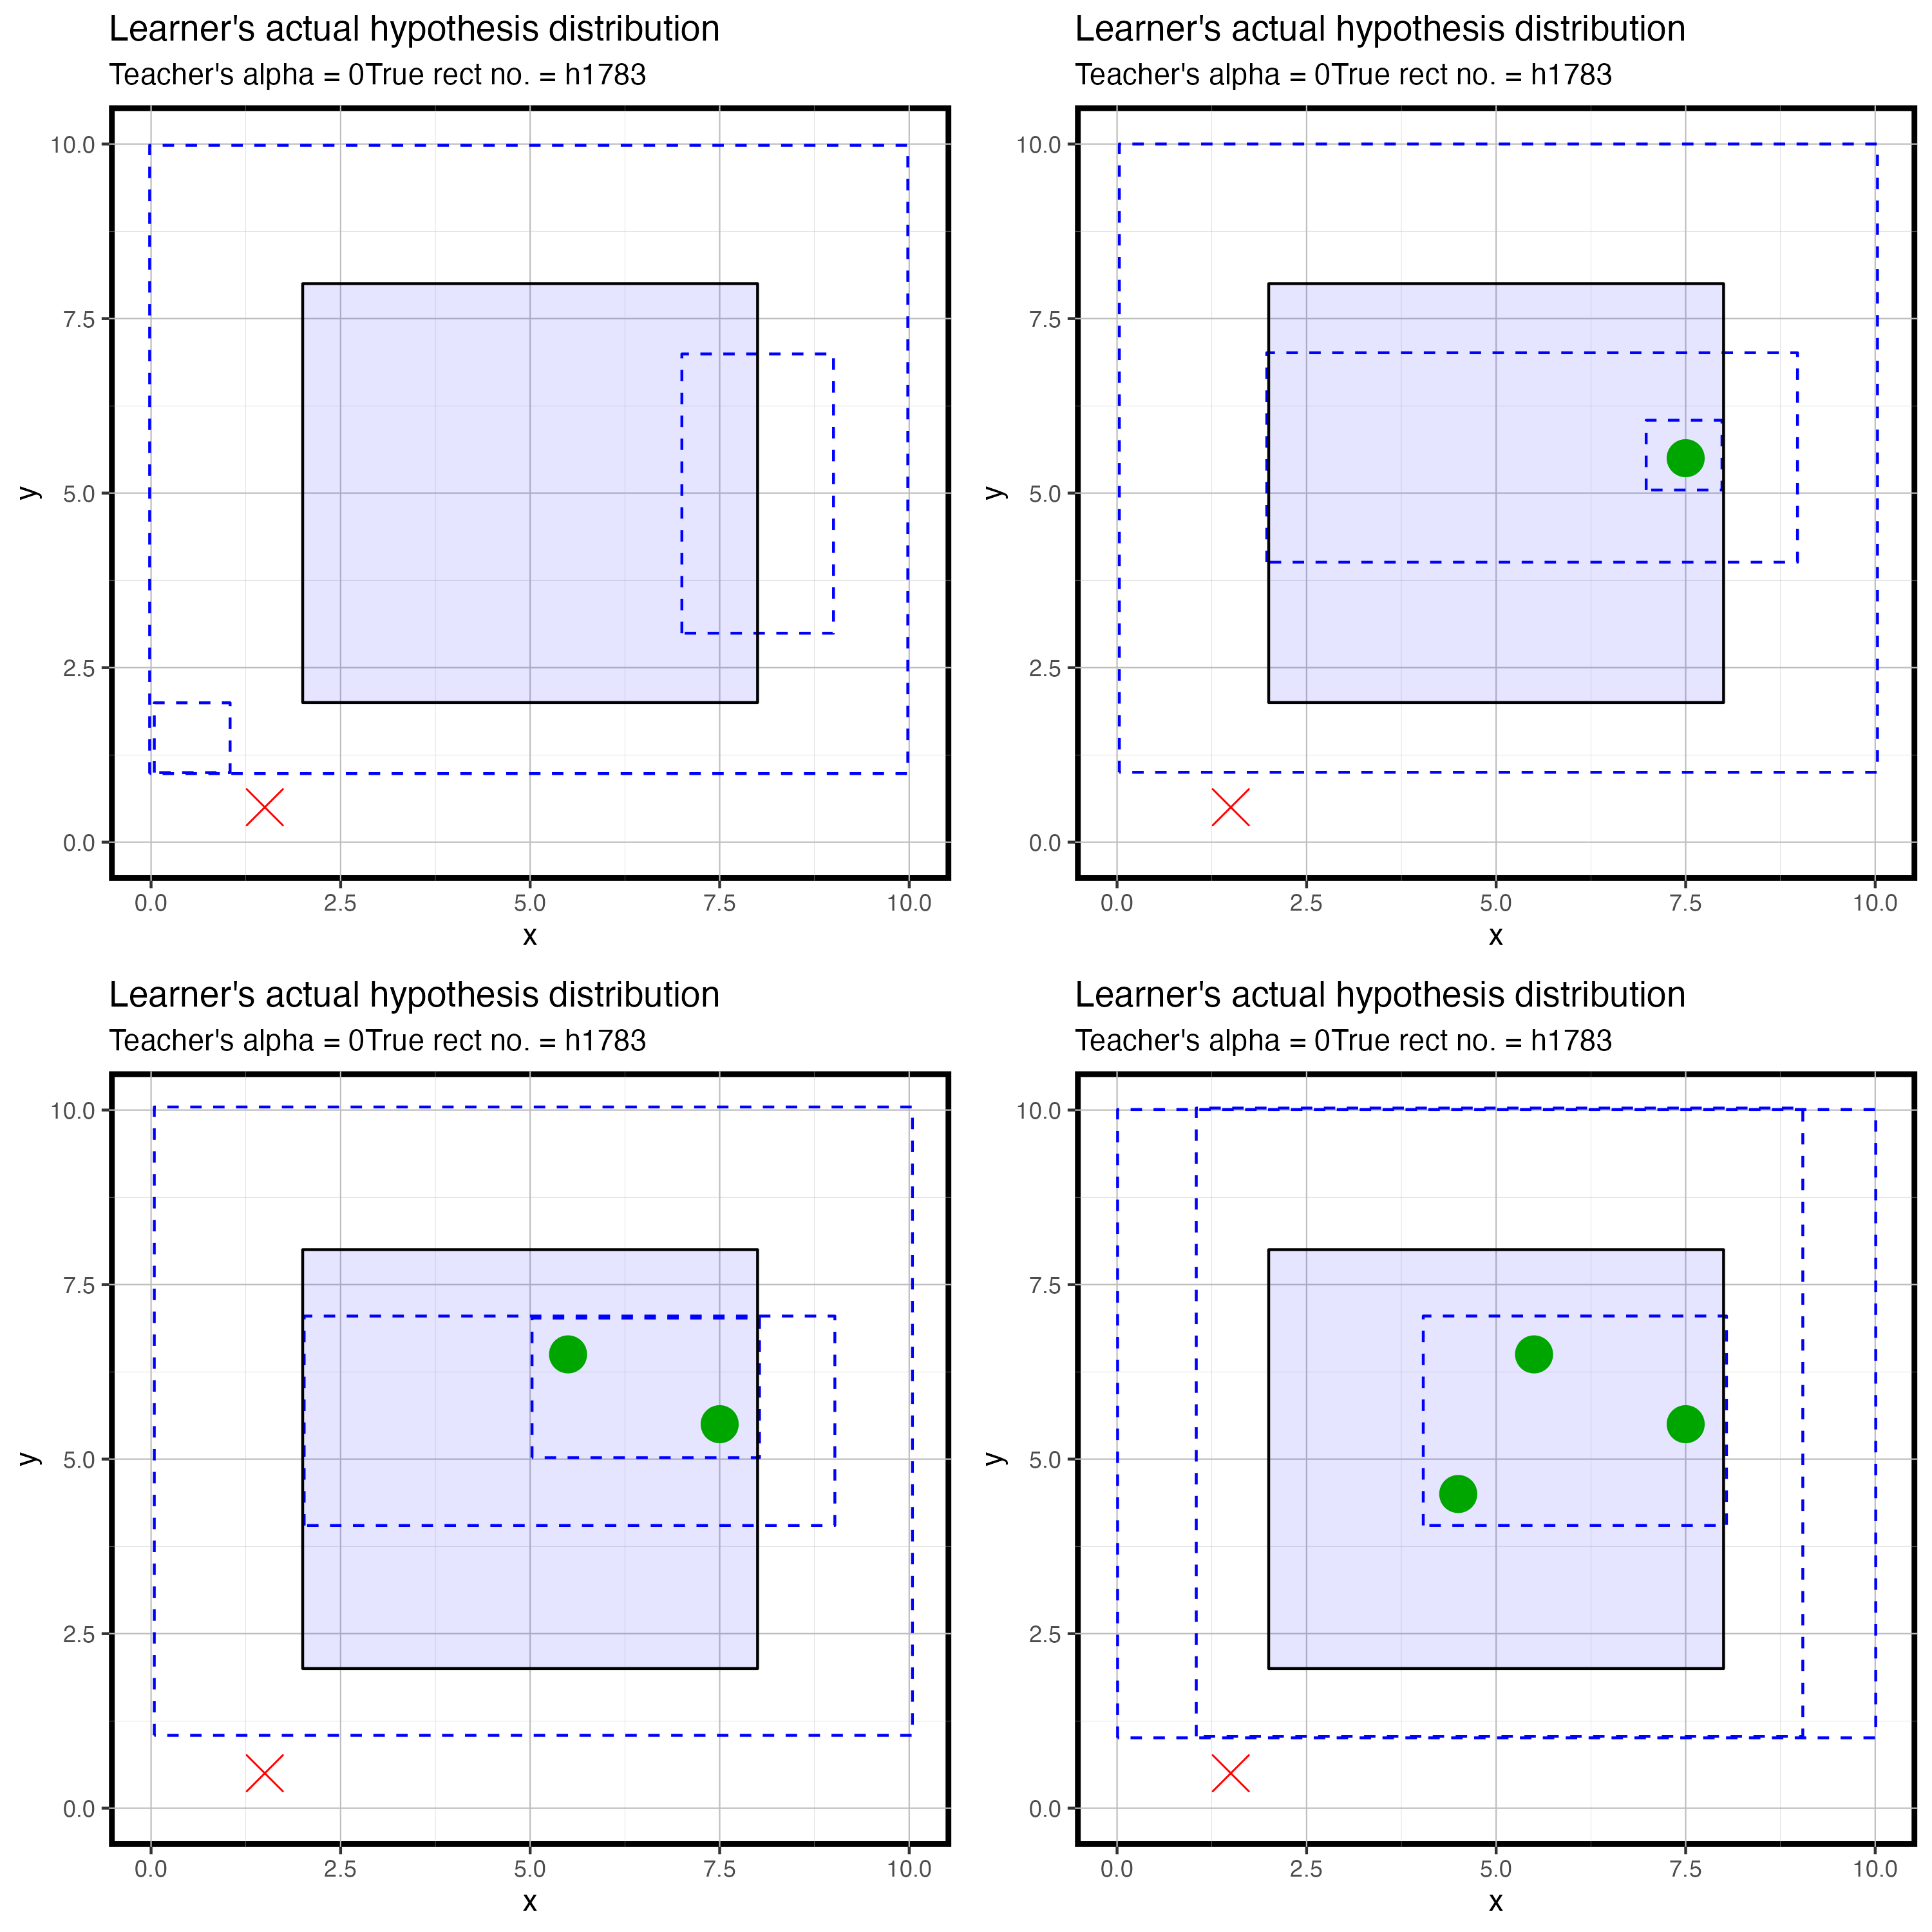 Learner's actual hypothesis distribution
Teacher's alpha = 0True rect no. = h1783
10.0
7.5
5.0
2.5
0.0
y
0.0 2.5 5.0 7.5 10.0
x
Learner's actual hypothesis distribution
Teacher's alpha = 0True rect no. = h1783
10.0
7.5
5.0
2.5
0.0
y
0.0 2.5 5.0 7.5 10.0
x
Learner's actual hypothesis distribution
Teacher's alpha = 0True rect no. = h1783
10.0
7.5
5.0
2.5
0.0
y
0.0 2.5 5.0 7.5 10.0
x
Learner's actual hypothesis distribution
Teacher's alpha = 0True rect no. = h1783
10.0
7.5
5.0
2.5
0.0
y
0.0 2.5 5.0 7.5 10.0
x